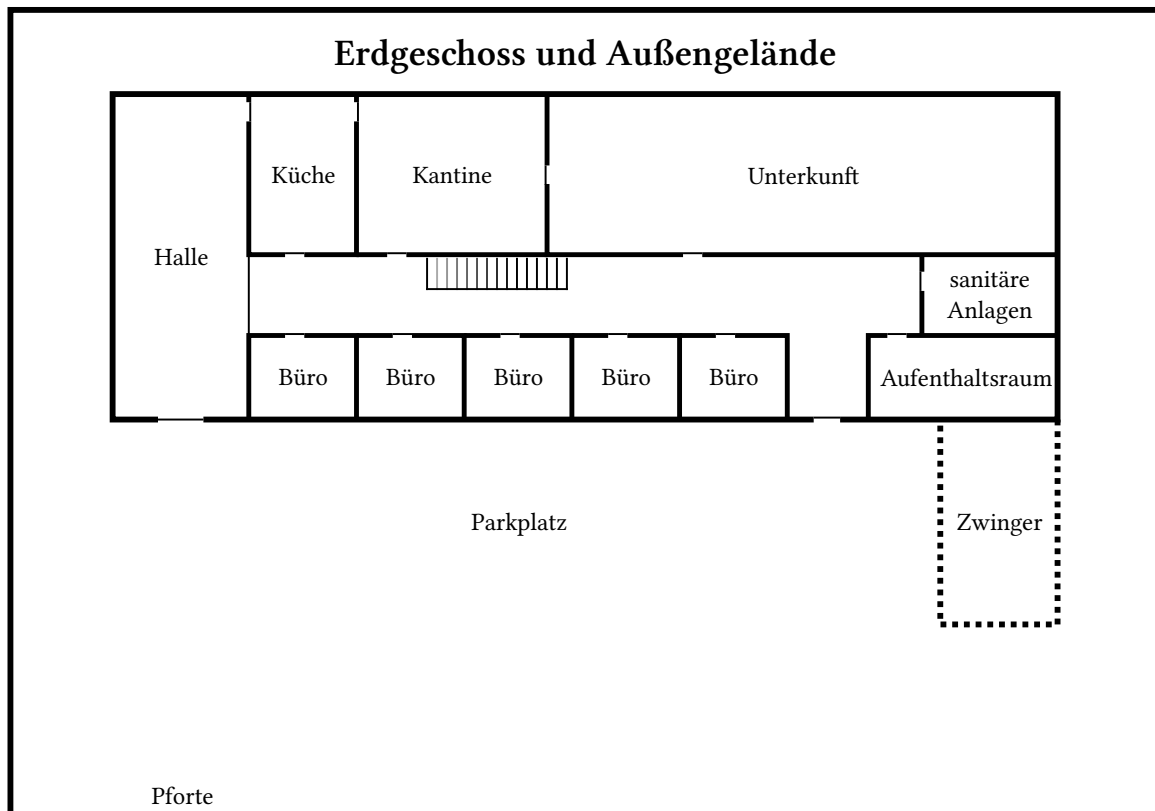 Erdgeschoss und Außengelände
Küche
Kantine
Unterkunft
Halle
sanitäre
Anlagen
Büro
Büro
Büro
Büro
Büro
Aufenthaltsraum
Parkplatz
Zwinger
Pforte